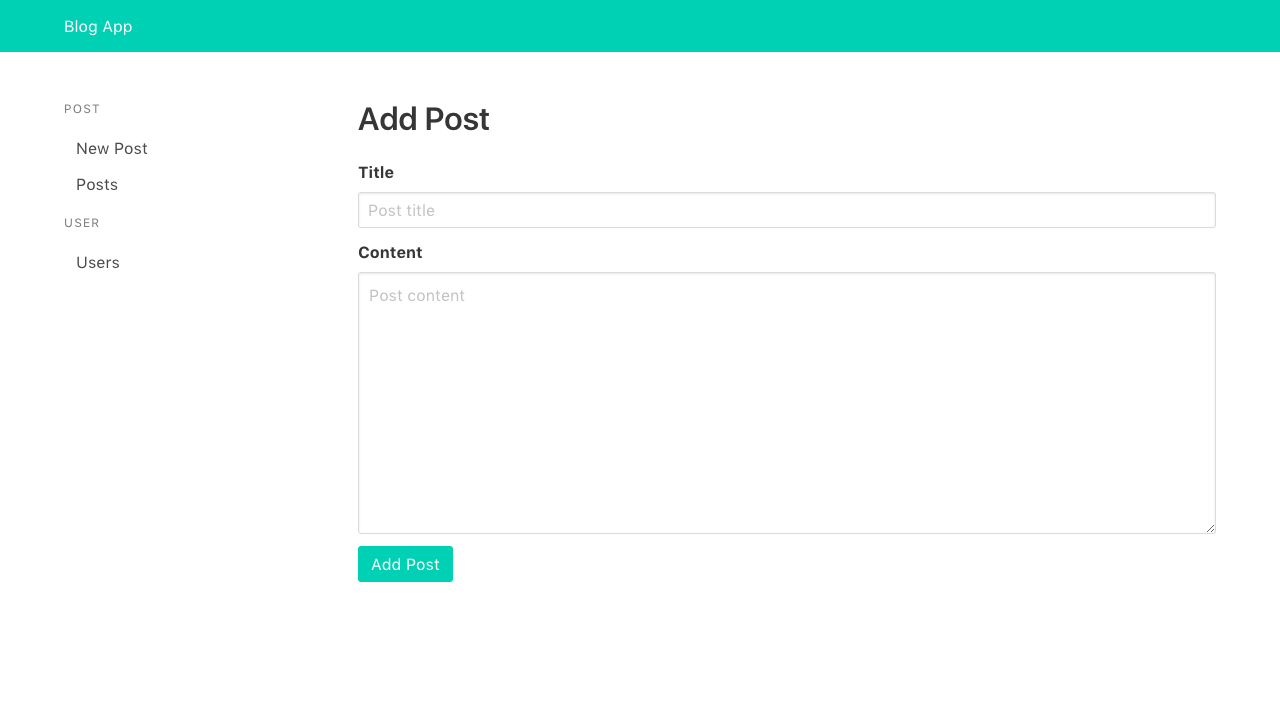 Blog App
POST
New Post
Posts
USER
Users
Add Post
Title
Post title
Content
Post content
Add Post